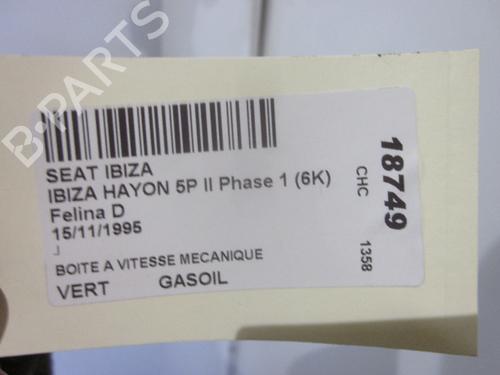 SEAT IBIZA
IBIZA HAYON 5P II Phase 1 (6K)
Felina D
15/11/1995
J
BOITE A VITESSE MECANIQUE
VERT GASOIL
18749
CHC
1358
B-PARTS